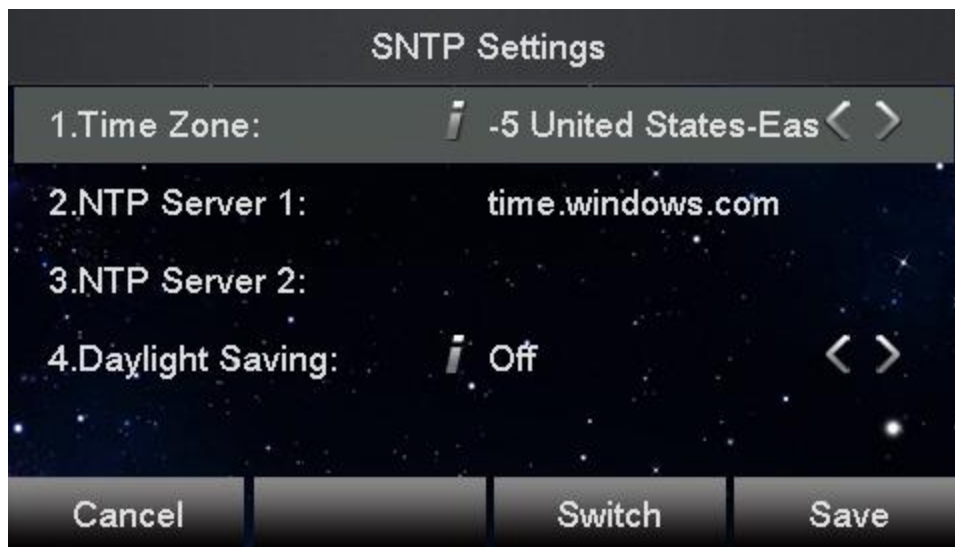 SNTP Settings
1.Time Zone: i -5 United States-Eas
2.NTP Server 1: time.windows.com
3.NTP Server 2:
4.Daylight Saving: i Off
Cancel Switch Save